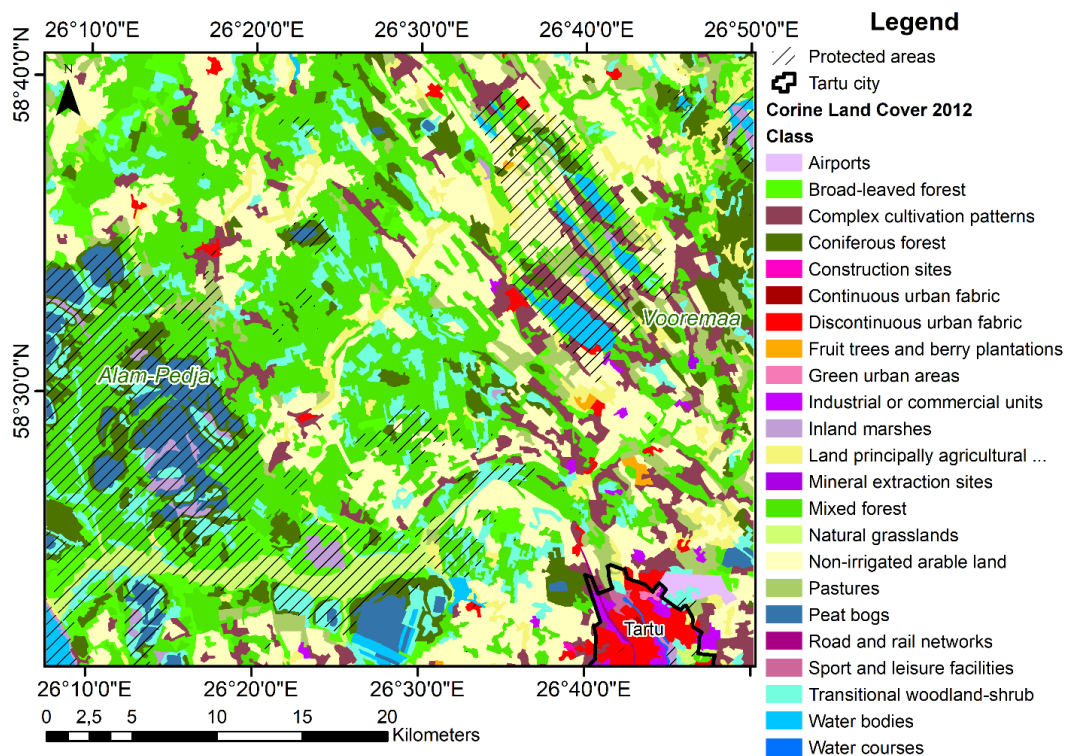 26°10'0"E 26°20'0"E 26°30'0"E 26°40'0"E 26°50'0"E
58°40'0"N
58°30'0"N
N
Vooremaa
Alam-Pedja
Tartu
26°10'0"E 26°20'0"E 26°30'0"E 26°40'0"E 26°50'0"E
0 2,5 5 10 15 20
Kilometers
Legend
Protected areas
Tartu city
Corine Land Cover 2012
Class
Airports
Broad-leaved forest
Complex cultivation patterns
Coniferous forest
Construction sites
Continuous urban fabric
Discontinuous urban fabric
Fruit trees and berry plantations
Green urban areas
Industrial or commercial units
Inland marshes
Land principally agricultural ...
Mineral extraction sites
Mixed forest
Natural grasslands
Non-irrigated arable land
Pastures
Peat bogs
Road and rail networks
Sport and leisure facilities
Transitional woodland-shrub
Water bodies
Water courses